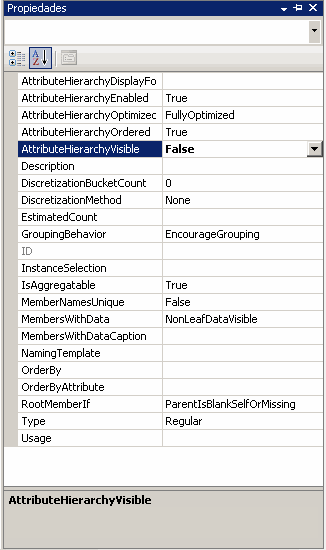 Propiedades
AttributeHierarchyDisplayFo
AttributeHierarchyEnabled True
AttributeHierarchyOptimizec FullyOptimized
AttributeHierarchyOrdered True
AttributeHierarchyVisible False
Description
DiscretizationBucketCount 0
DiscretizationMethod None
EstimatedCount
GroupingBehavior EncourageGrouping
ID
InstanceSelection
IsAggregatable True
MemberNamesUnique False
MembersWithData NonLeafDataVisible
MembersWithDataCaption
NamingTemplate
OrderBy
OrderByAttribute
RootMemberIf ParentIsBlankSelfOrMissing
Type Regular
Usage
AttributeHierarchyVisible